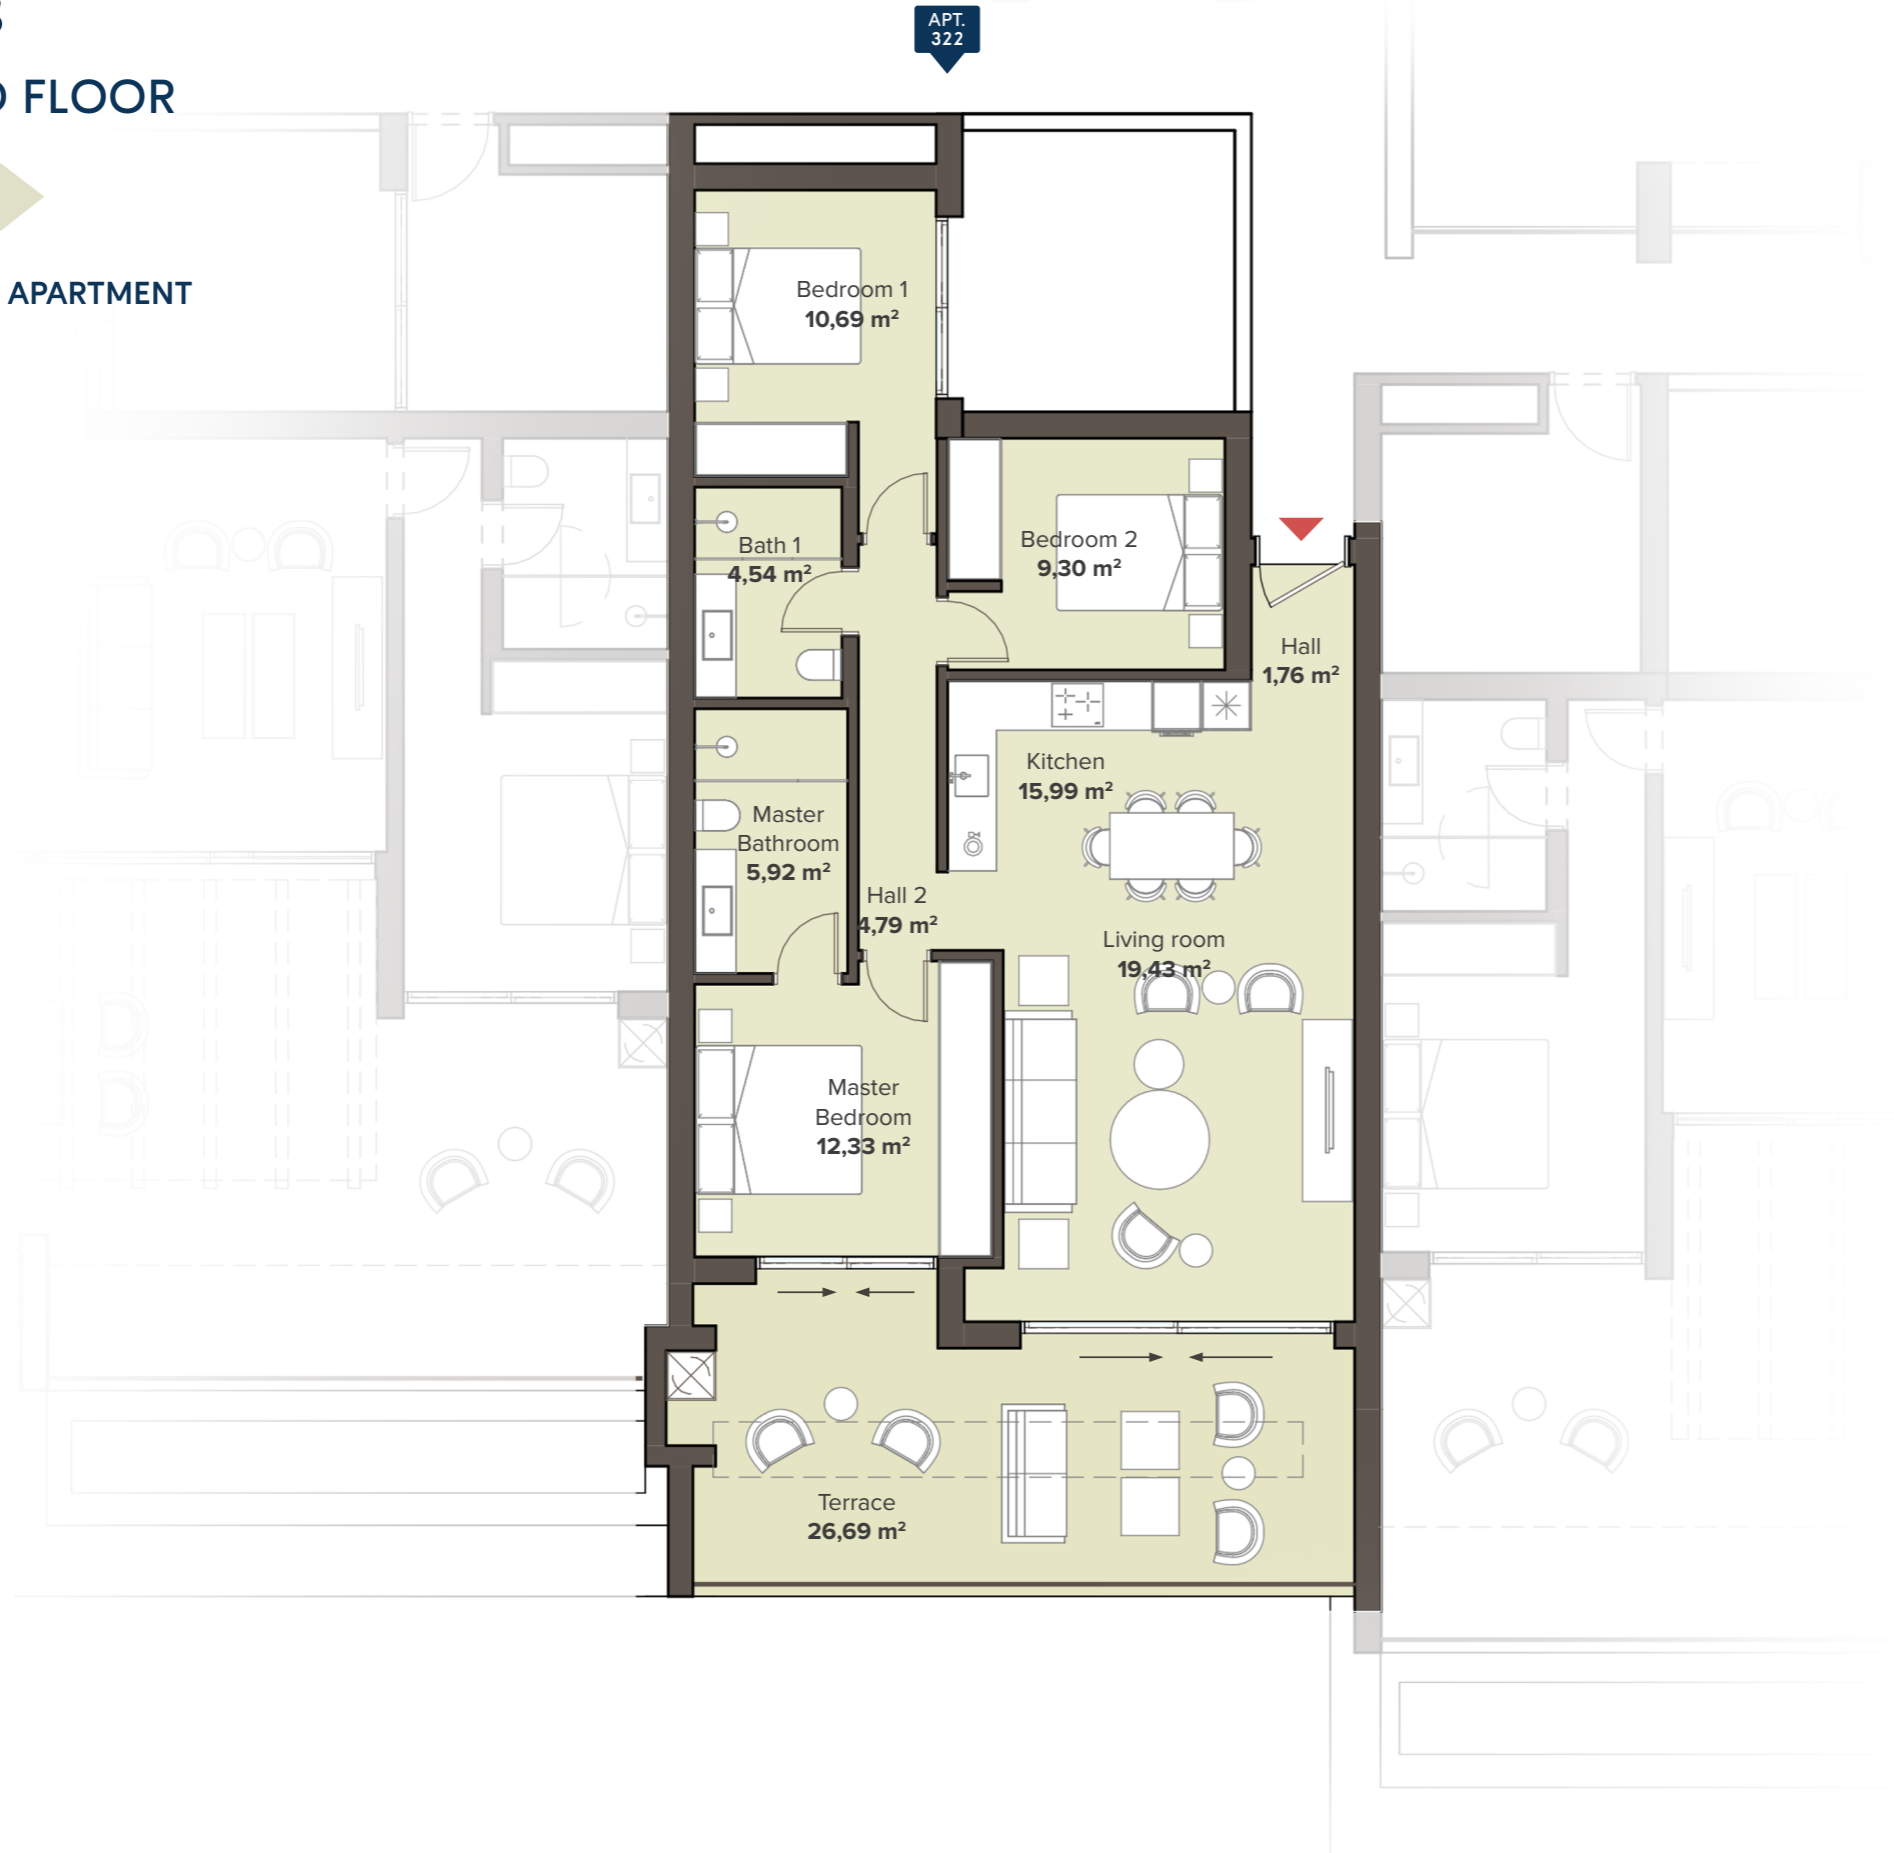 APT.
322
FLOOR
APARTMENT
Bedroom 1
10,69 m²
Bath 1
4,54 m²
Bedroom 2
9,30 m²
Hall
1,76 m²
Kitchen
15,99 m²
Master
Bathroom
5,92 m²
Hall 2
4,79 m²
Living room
19,43 m²
Master
Bedroom
12,33 m²
Terrace
26,69 m²